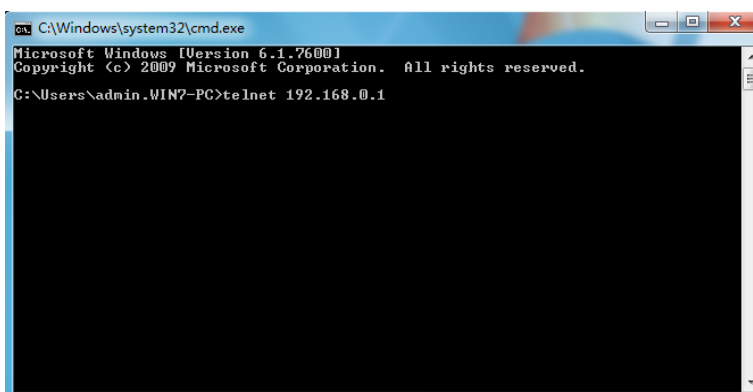 C:\Windows\system32\cmd.exe
Microsoft Windows [Version 6.1.7600]
Copyright (c) 2009 Microsoft Corporation.  All rights reserved.
C:\Users\admin.WIN7-PC>telnet 192.168.0.1